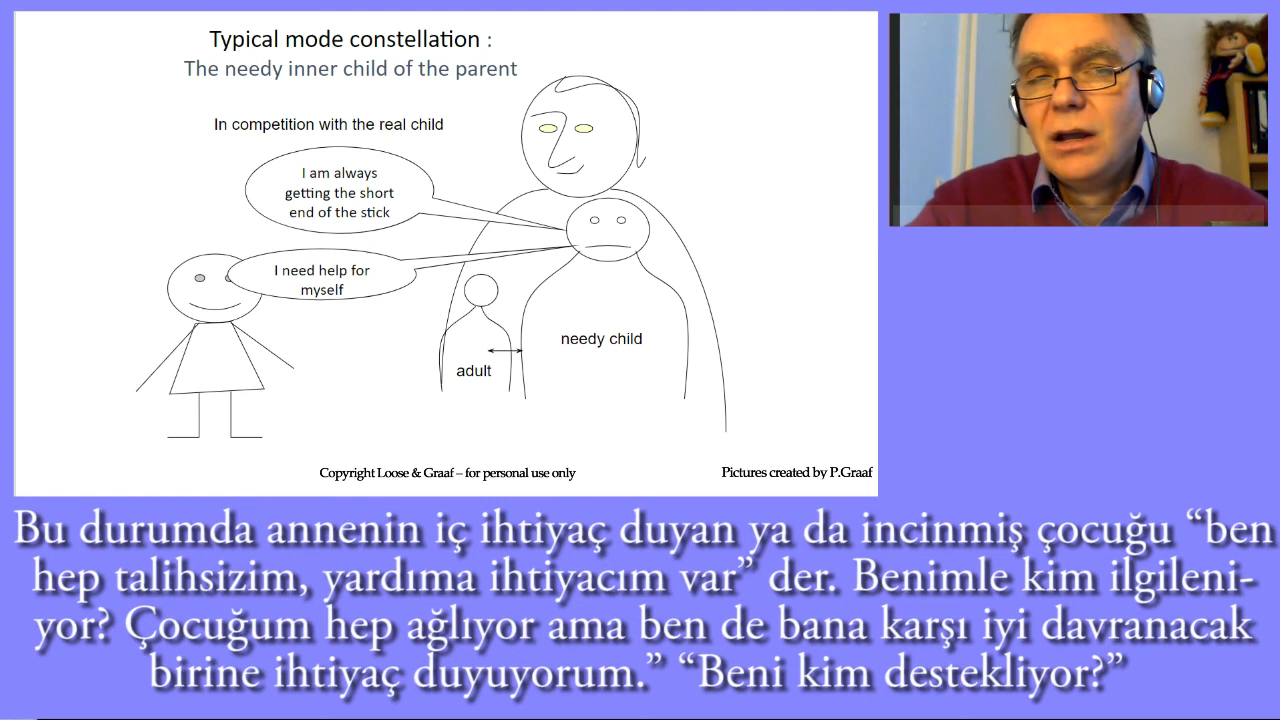 Typical mode constellation :
The needy inner child of the parent
In competition with the real child
I am always
getting the short
end of the stick
I need help for
myself
needy child
adult
Copyright Loose & Graaf – for personal use only
Pictures created by P.Graaf
Bu durumda annenin iç ihtiyaç duyan ya da incinmiş çocuğu “ben
hep talihsizim, yardıma ihtiyacım var” der. Benimle kim ilgileni-
yor? Çocuğum hep ağlıyor ama ben de bana karşı iyi davranacak
birine ihtiyaç duyuyorum.” “Beni kim destekliyor?”